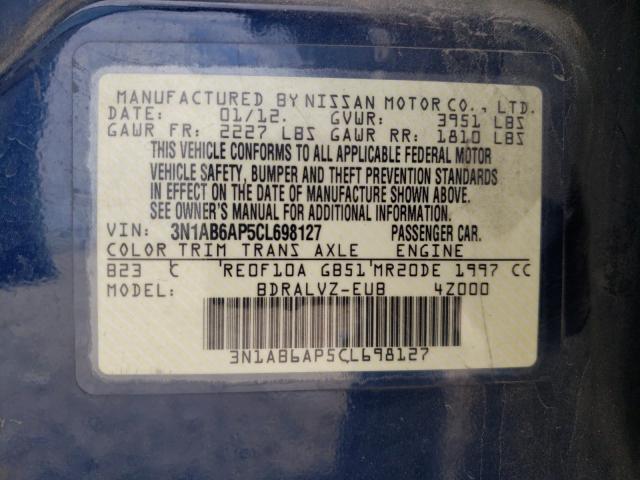 MANUFACTURED BY NISSAN MOTOR CO., LTD.
DATE: 01/12. GVWR: 3951 LBS
GAWR FR: 2227 LBS GAWR RR: 1810 LBS
THIS VEHICLE CONFORMS TO ALL APPLICABLE FEDERAL MOTOR
VEHICLE SAFETY, BUMPER AND THEFT PREVENTION STANDARDS
IN EFFECT ON THE DATE OF MANUFACTURE SHOWN ABOVE.
SEE OWNER'S MANUAL FOR ADDITIONAL INFORMATION.
VIN: 3N1AB6AP5CL698127 PASSENGER CAR.
COLOR TRIM TRANS AXLE ENGINE
B23 C RE0F10A GB51 MR20DE 1997 CC
MODEL: BDRALVZ-EUB 4Z000
3N1AB6AP5CL698127